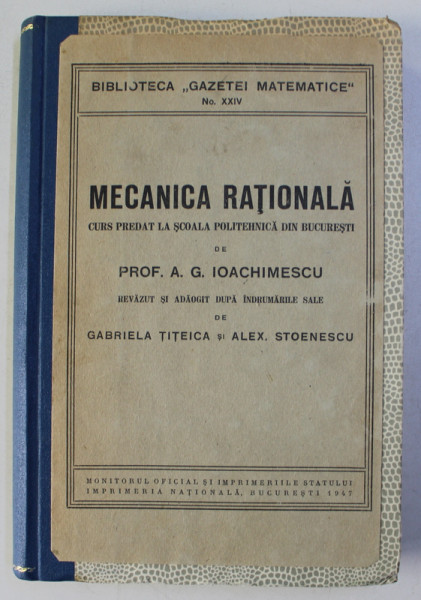 BIBLIOTECA „GAZETEI MATEMATICE"
No. XXIV
MECANICA RAŢIONALĂ
CURS PREDAT LA ŞCOALA POLITEHNICĂ DIN BUCUREŞTI
DE
PROF. A. G. IOACHIMESCU
REVĂZUT ŞI ADĂOGIT DUPĂ ÎNDRUMĂRILE SALE
DE
GABRIELA ŢIŢEICA ŞI ALEX. STOENESCU
MONITORUL OFICIAL ŞI IMPRIMERIILE STATULUI
IMPRIMERIA NAŢIONALĂ, BUCUREŞTI 1947